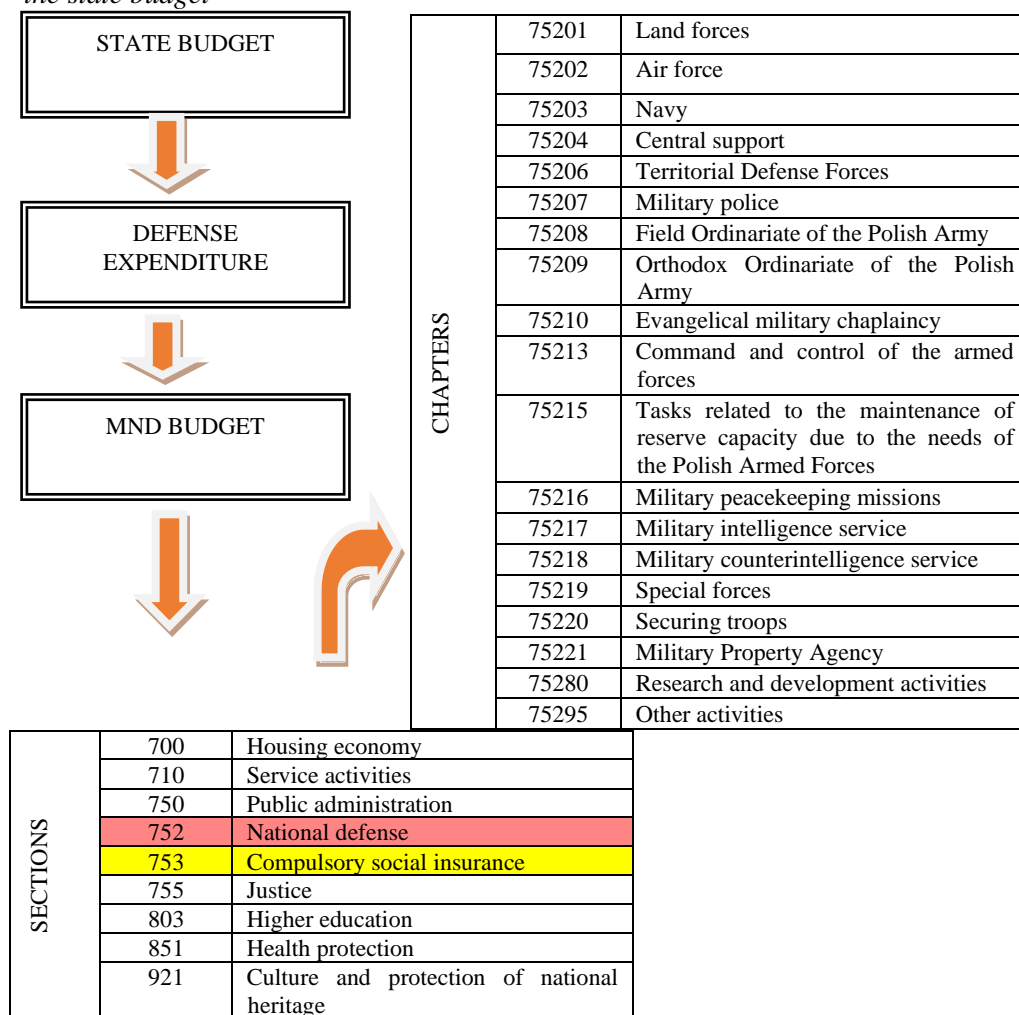 the state budget
STATE BUDGET
DEFENSE
EXPENDITURE
MND BUDGET
CHAPTERS
75201 Land forces
75202 Air force
75203 Navy
75204 Central support
75206 Territorial Defense Forces
75207 Military police
75208 Field Ordinariate of the Polish Army
75209 Orthodox Ordinariate of the Polish
Army
75210 Evangelical military chaplaincy
75213 Command and control of the armed
forces
75215 Tasks related to the maintenance of
reserve capacity due to the needs of
the Polish Armed Forces
75216 Military peacekeeping missions
75217 Military intelligence service
75218 Military counterintelligence service
75219 Special forces
75220 Securing troops
75221 Military Property Agency
75280 Research and development activities
75295 Other activities
SECTIONS
700 Housing economy
710 Service activities
750 Public administration
752 National defense
753 Compulsory social insurance
755 Justice
803 Higher education
851 Health protection
921 Culture and protection of national
heritage